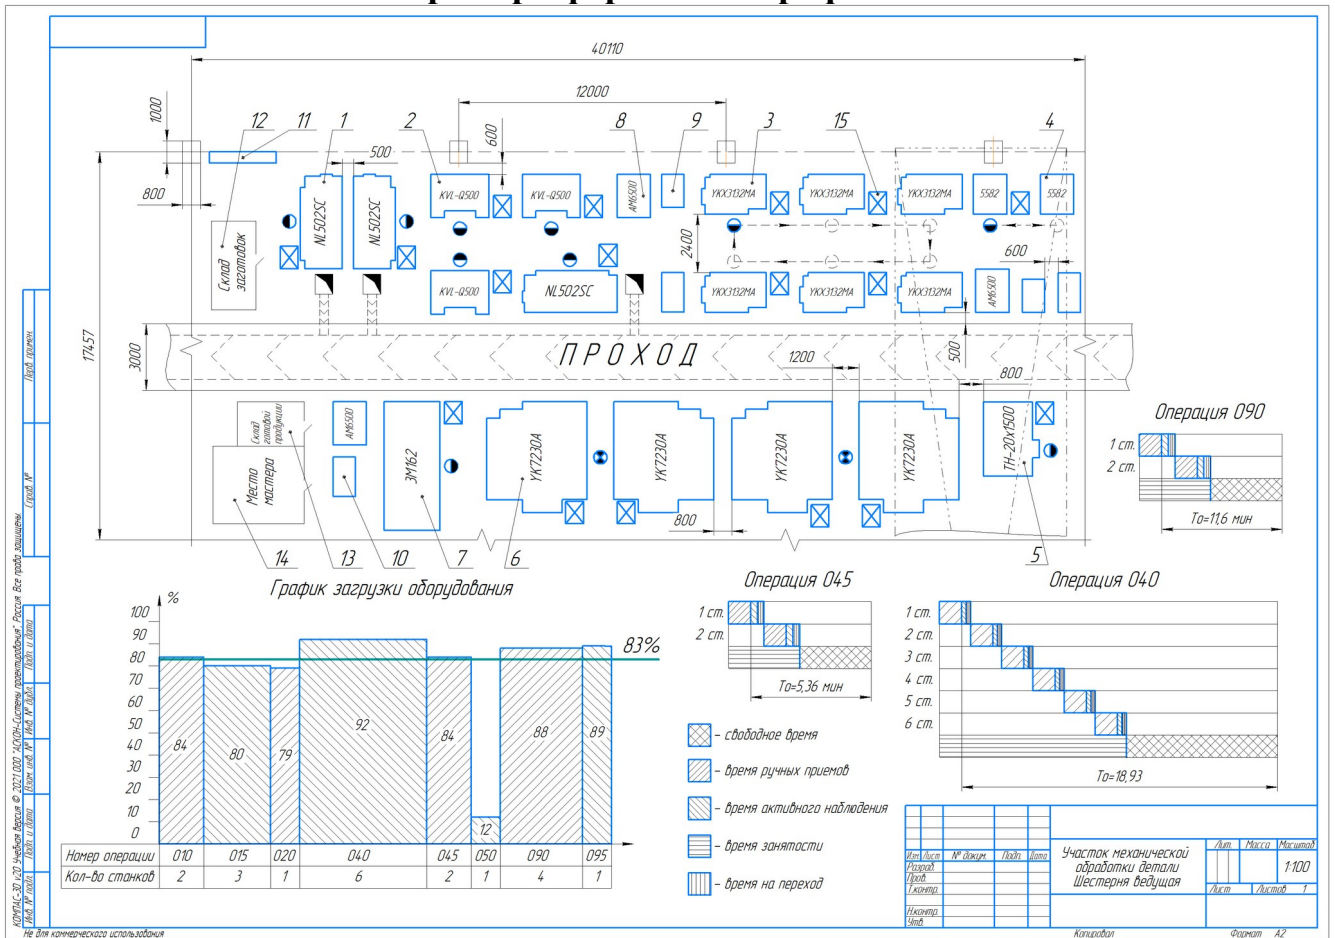 40110
12000
1000
12
11
1
2
8
9
3
15
4
600
500
800
KVL-Q500
KVL-Q500
AM6500
YKX3132MA
YKX3132MA
YKX3132MA
5582
5582
NL502SC
NL502SC
2400
600
Склад
заготовок
KVL-Q500
NL502SC
YKX3132MA
YKX3132MA
YKX3132MA
AM6500
17457
3000
ПРОХОД
1200
500
800
Склад
готовой
продукции
AM6500
3М162
YK7230A
YK7230A
YK7230A
YK7230A
ТН-20х1500
Место
мастера
800
14
13
10
7
6
5
Операция 090
1 ст.
2 ст.
То=11,6 мин
График загрузки оборудования
%
100
90
80
70
60
50
40
30
20
10
0
83%
84
80
79
92
84
12
88
89
Номер операции 010 015 020 040 045 050 090 095
Кол-во станков 2 3 1 6 2 1 4 1
Операция 045
1 ст.
2 ст.
То=5,36 мин
Операция 040
1 ст.
2 ст.
3 ст.
4 ст.
5 ст.
6 ст.
То=18,93
- свободное время
- время ручных приемов
- время активного наблюдения
- время занятости
- время на переход
Изм. Лист № докум. Подп. Дата
Разраб.
Пров.
Т.контр.
Н.контр.
Утв.
Участок механической
обработки детали
Шестерня ведущая
Лит. Масса Масштаб
1:100
Лист Листов 1
Копировал Формат А2
Перв. примен.
Справ. №
Подп. и дата
Инв. № дубл.
Взам. инв. №
Подп. и дата
Инв. № подл.
КОМПАС-3D v20 Учебная версия © 2021 ООО "АСКОН-Системы проектирования", Россия. Все права защищены.
Не для коммерческого использования